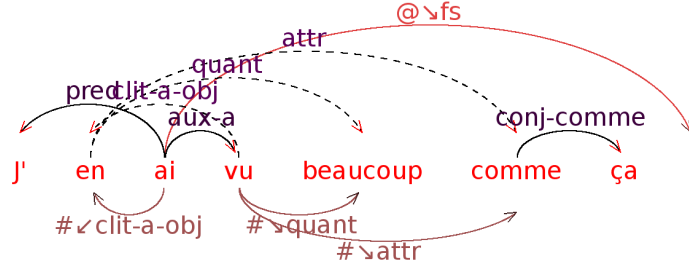 @↘fs
attr
quant
pred clit-a-obj
aux-a conj-comme
J' en ai vu beaucoup comme ça
#↙clit-a-obj #↘quant
#↘attr